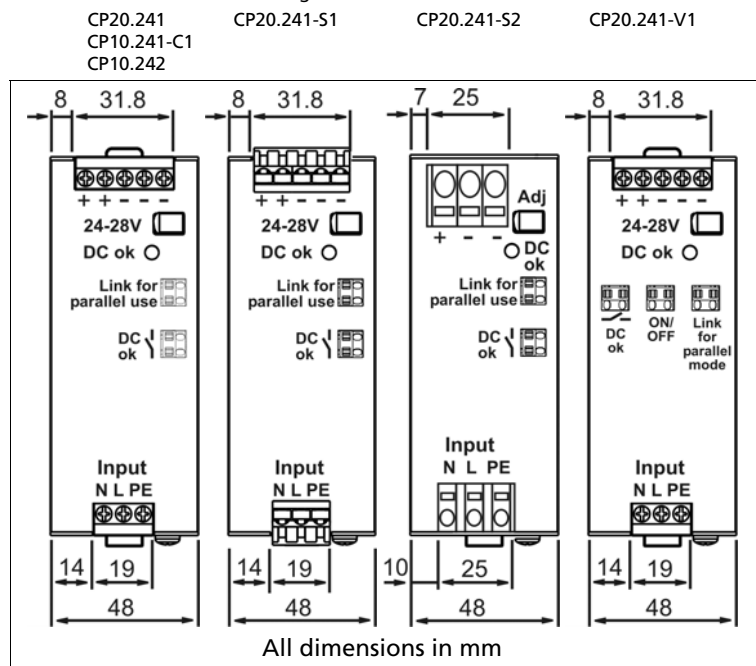 CP20.241
CP10.241-C1
CP10.242
CP20.241-S1
CP20.241-S2
CP20.241-V1
8 31.8
+ + - - -
24-28V
DC ok
Link for
parallel use
DC
ok
Input
N L PE
14 19
48
8 31.8
+ + - - -
24-28V
DC ok
Link for
parallel use
DC
ok
Input
N L PE
14 19
48
7 25
Adj
+ - -
DC
ok
Link for
parallel use
DC
ok
Input
N L PE
10 25
48
8 31.8
+ + - - -
24-28V
DC ok
DC
ok
ON/
OFF
Link
for
parallel
mode
Input
N L PE
14 19
48
All dimensions in mm